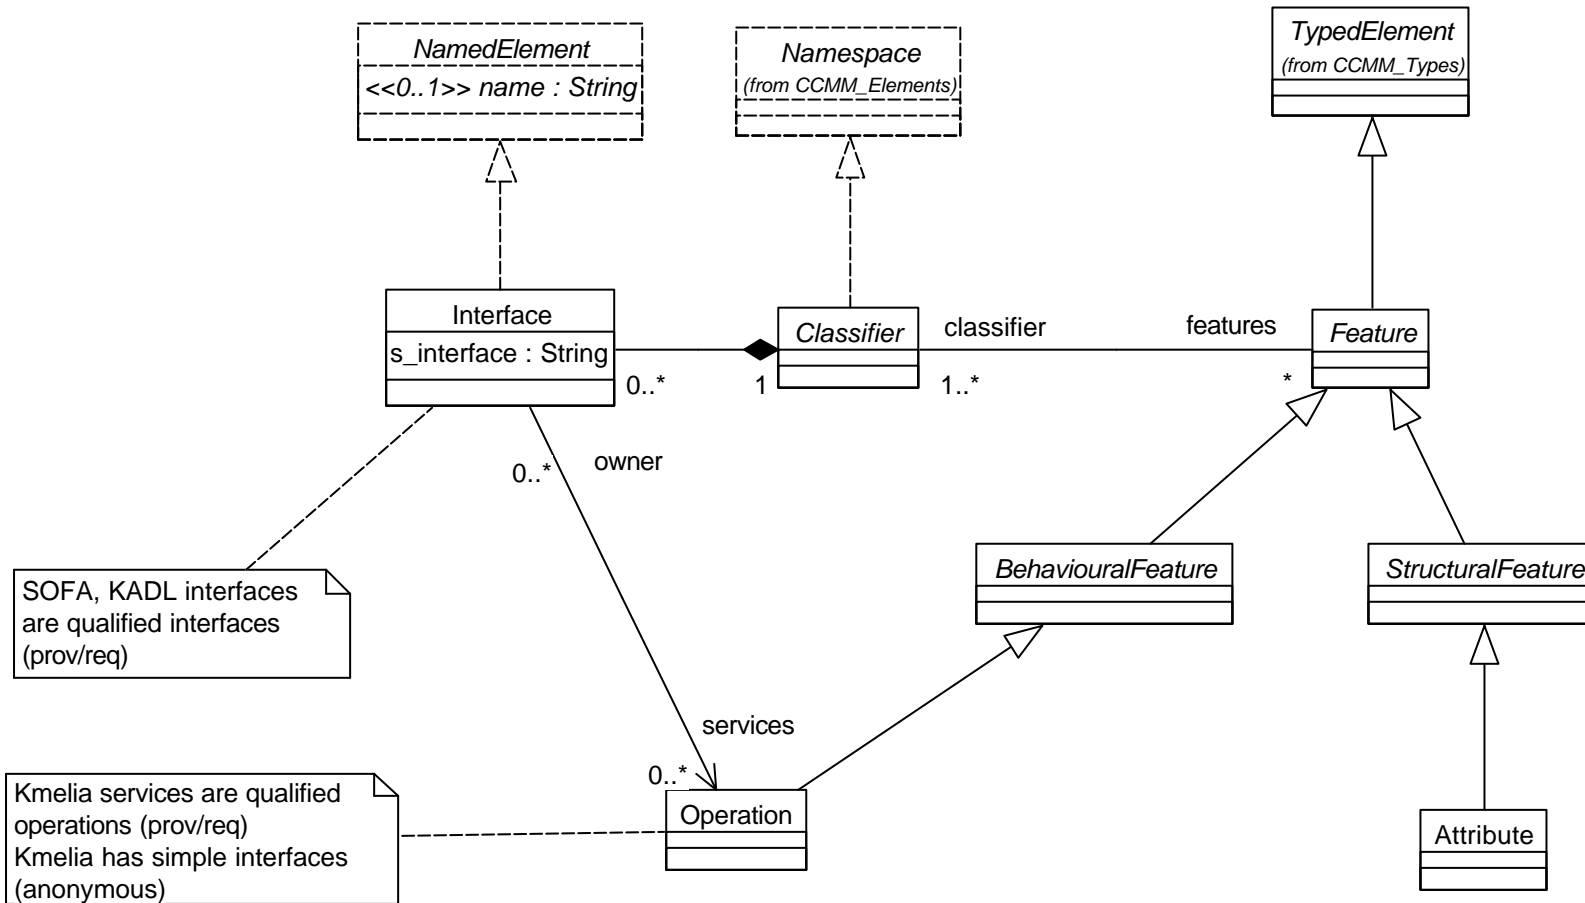 NamedElement
<<0..1>> name : String
Namespace
(from CCMM_Elements)
TypedElement
(from CCMM_Types)
Interface
s_interface : String
Classifier
classifier
features
Feature
0..*
1
1..*
*
0..*
owner
SOFA, KADL interfaces
are qualified interfaces
(prov/req)
BehaviouralFeature
StructuralFeature
services
0..*
Kmelia services are qualified
operations (prov/req)
Kmelia has simple interfaces
(anonymous)
Operation
Attribute